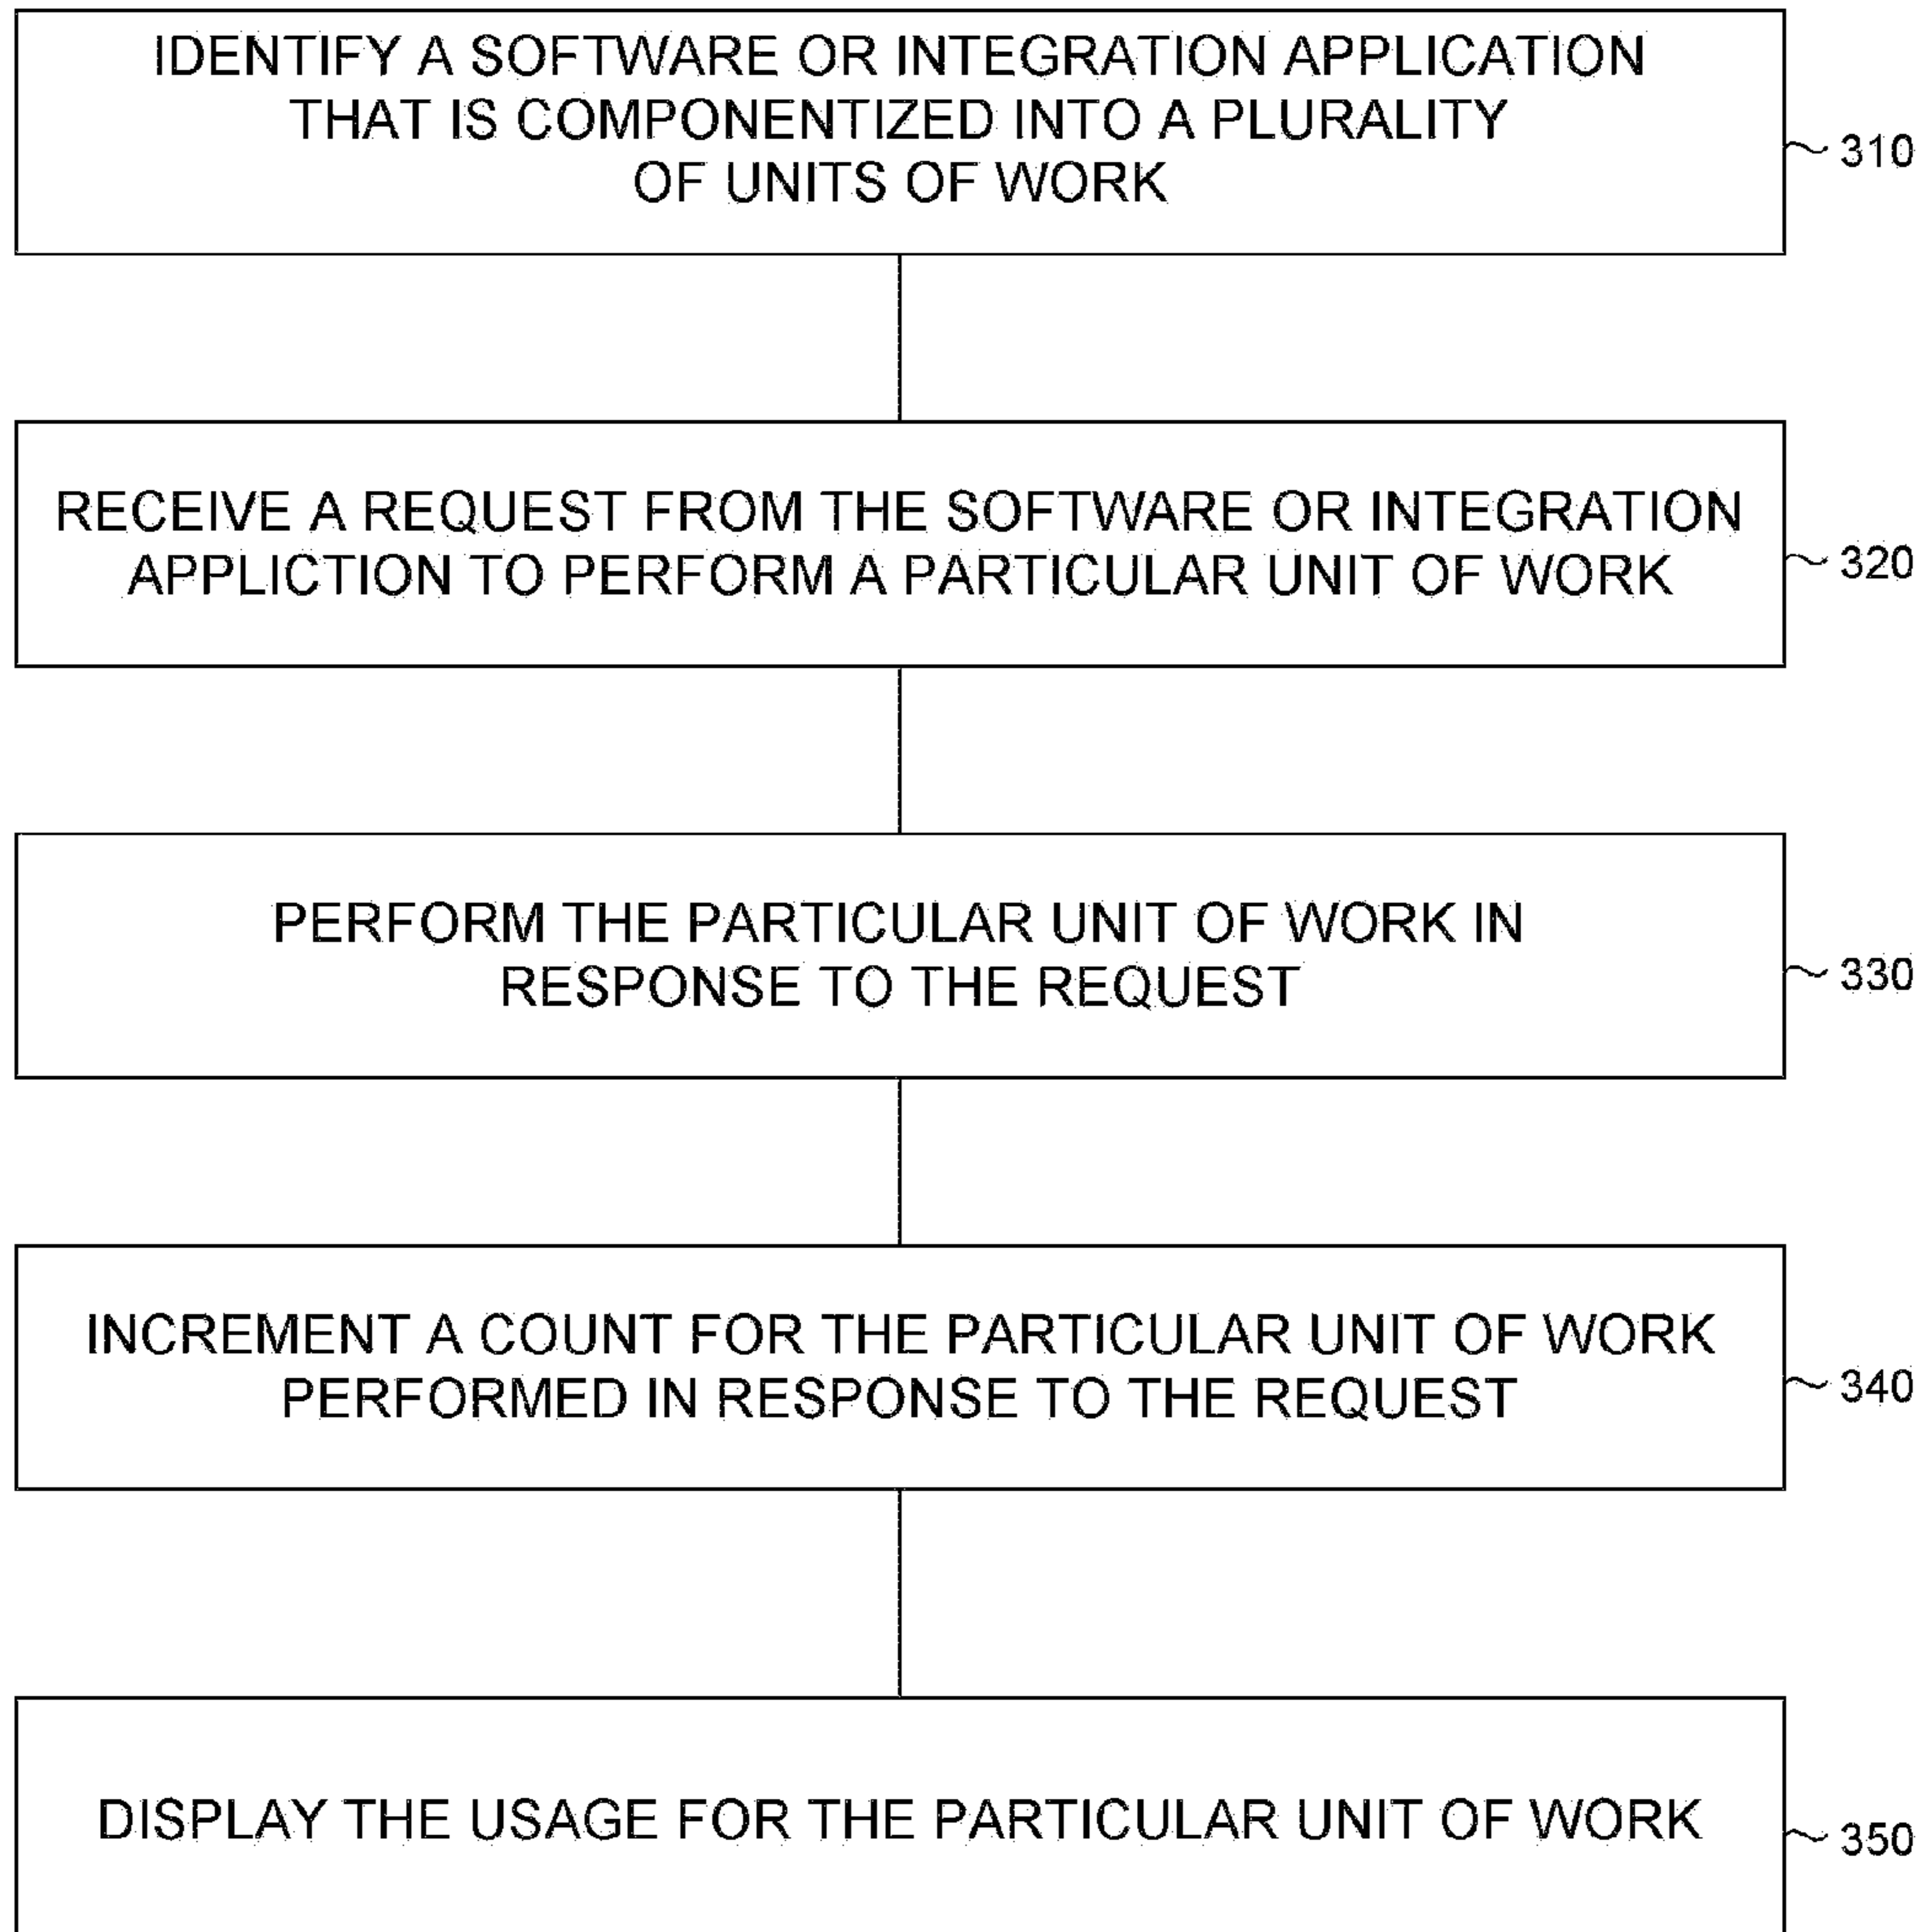 IDENTIFY A SOFTWARE OR INTEGRATION APPLICATION
THAT IS COMPONENTIZED INTO A PLURALITY
OF UNITS OF WORK
310
RECEIVE A REQUEST FROM THE SOFTWARE OR INTEGRATION
APPLICTION TO PERFORM A PARTICULAR UNIT OF WORK
320
PERFORM THE PARTICULAR UNIT OF WORK IN
RESPONSE TO THE REQUEST
330
INCREMENT A COUNT FOR THE PARTICULAR UNIT OF WORK
PERFORMED IN RESPONSE TO THE REQUEST
340
DISPLAY THE USAGE FOR THE PARTICULAR UNIT OF WORK
350